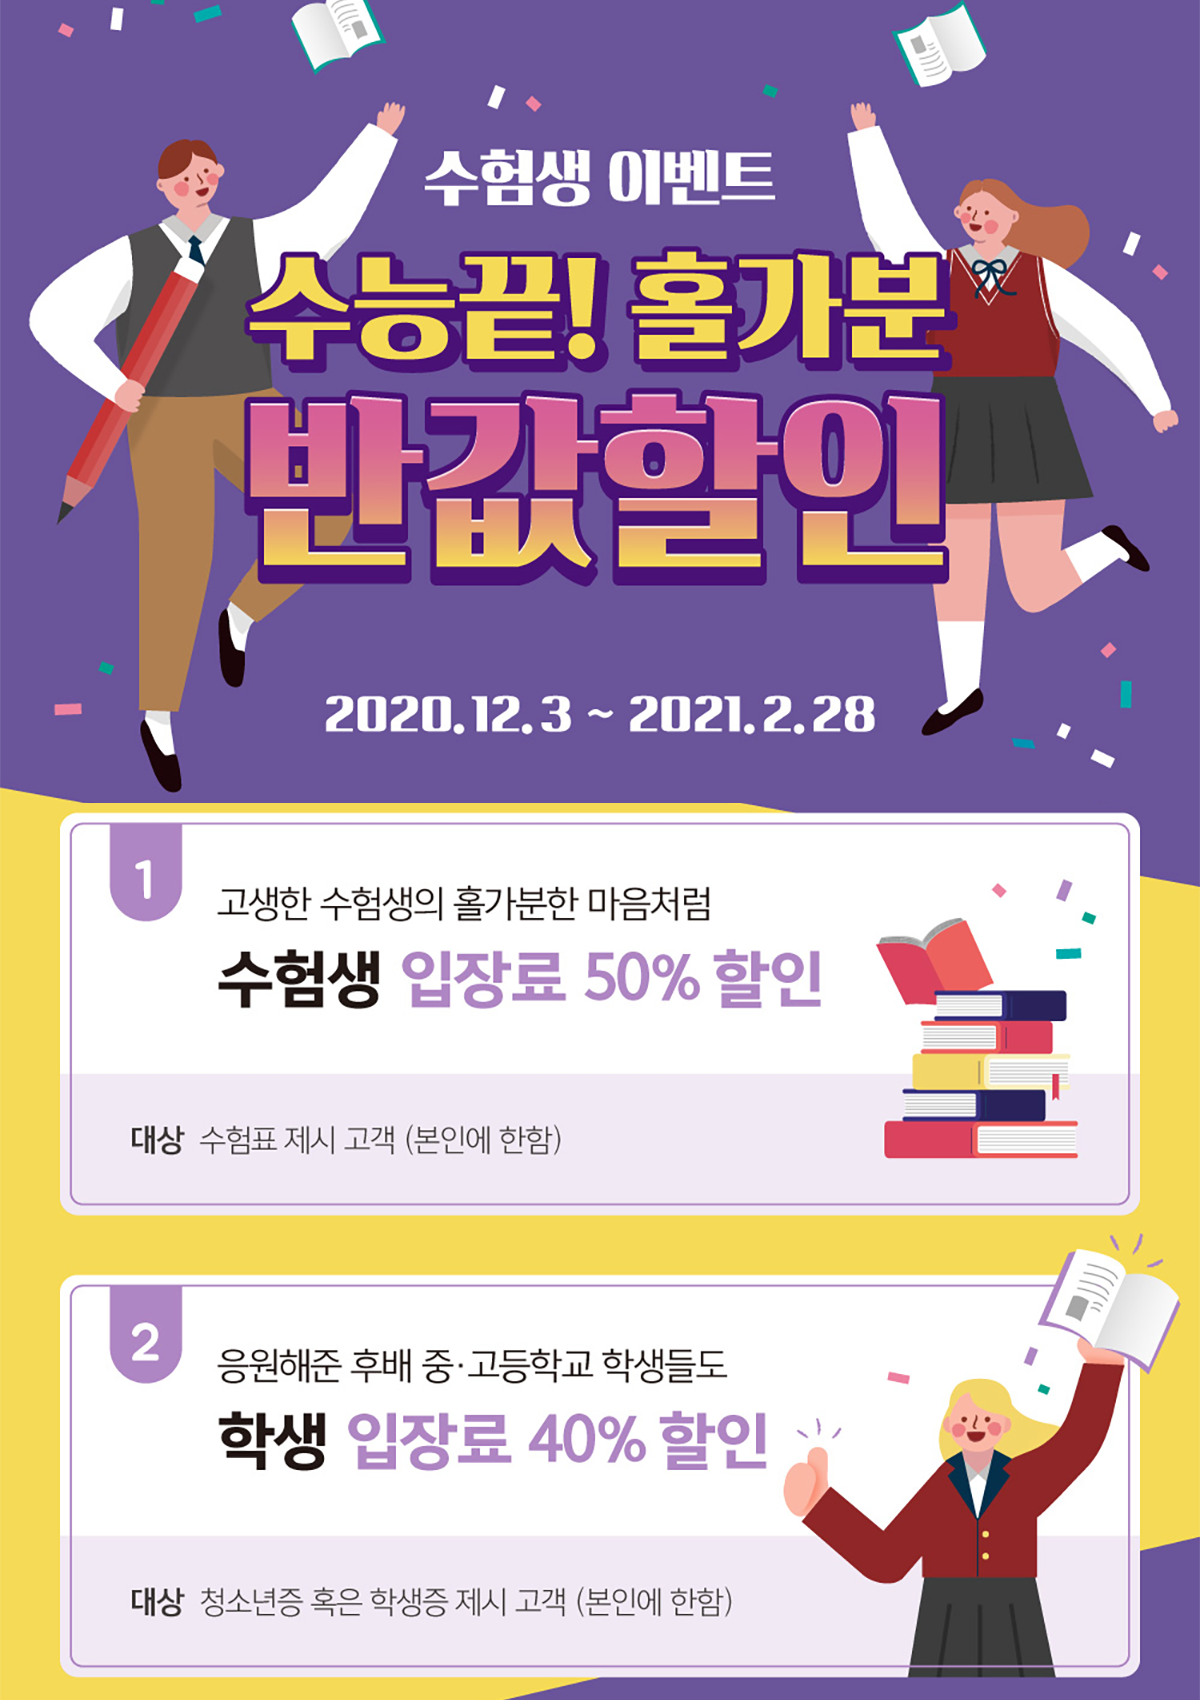 수험생 이벤트
수능끝! 홀가분
반값할인
2020.12.3 ~ 2021.2.28
1
고생한 수험생의 홀가분한 마음처럼
수험생 입장료 50% 할인
대상 수험표 제시 고객 (본인에 한함)
2
응원해준 후배 중·고등학교 학생들도
학생 입장료 40% 할인
대상 청소년증 혹은 학생증 제시 고객 (본인에 한함)